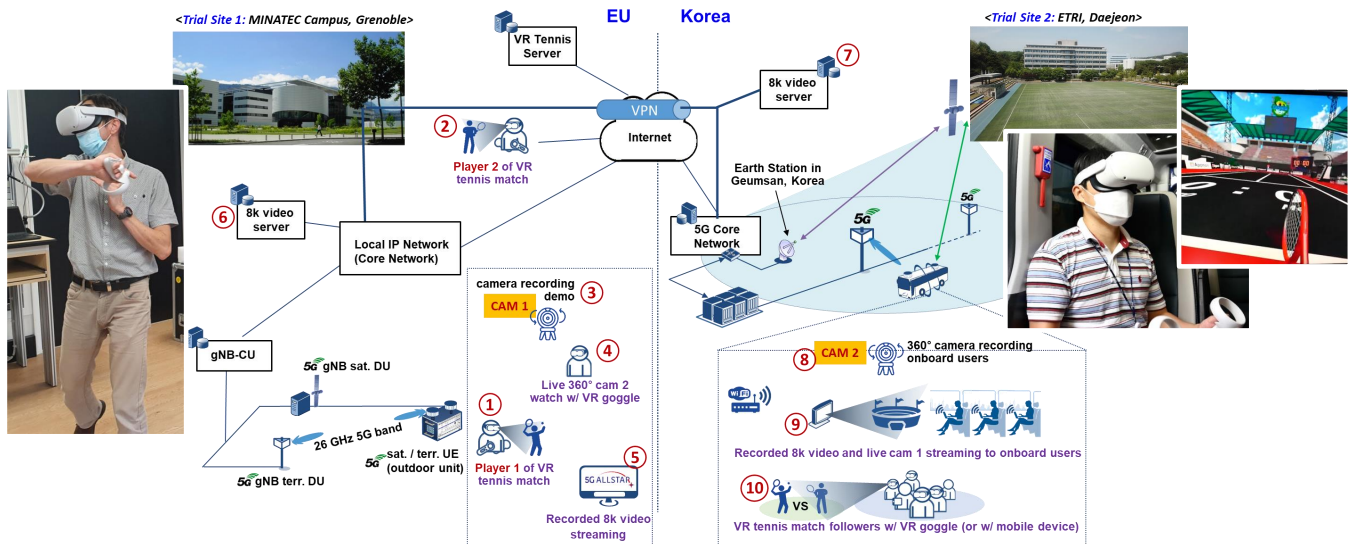 <Trial Site 1: MINATEC Campus, Grenoble>
EU
Korea
<Trial Site 2: ETRI, Daejeon>
VR Tennis
Server
8k video
server
7
VPN
Internet
2
Player 2 of VR
tennis match
Earth Station in
Geumsan, Korea
5G Core
Network
5G
5G
6
8k video
server
Local IP Network
(Core Network)
gNB-CU
5G gNB sat. DU
26 GHz 5G band
5G gNB terr. DU
5G sat. / terr. UE
(outdoor unit)
camera recording
demo
3
CAM 1
4
Live 360° cam 2
watch w/ VR goggle
1
Player 1 of VR
tennis match
5
5G ALLSTAR
Recorded 8k video
streaming
8
CAM 2
360° camera recording
onboard users
WiFi
9
Recorded 8k video and live cam 1 streaming to onboard users
10
VS
VR tennis match followers w/ VR goggle (or w/ mobile device)